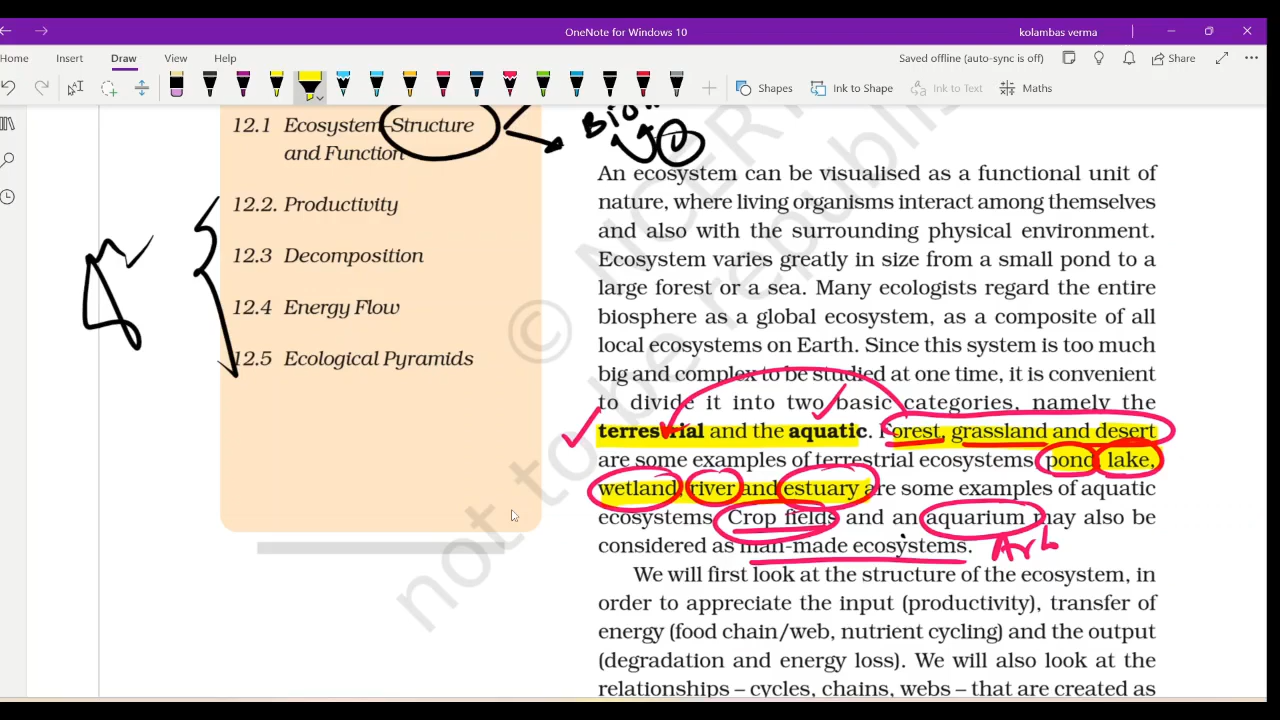 OneNote for Windows 10
kolambas verma
Home Insert Draw View Help
Saved offline (auto-sync is off)
Share
Shapes
Ink to Shape
Ink to Text
Maths
12.1 Ecosystem–Structure
and Function
12.2. Productivity
12.3 Decomposition
12.4 Energy Flow
12.5 Ecological Pyramids
An ecosystem can be visualised as a functional unit of
nature, where living organisms interact among themselves
and also with the surrounding physical environment.
Ecosystem varies greatly in size from a small pond to a
large forest or a sea. Many ecologists regard the entire
biosphere as a global ecosystem, as a composite of all
local ecosystems on Earth. Since this system is too much
big and complex to be studied at one time, it is convenient
to divide it into two basic categories, namely the
terrestrial and the aquatic. Forest, grassland and desert
are some examples of terrestrial ecosystems pond, lake,
wetland, river and estuary are some examples of aquatic
ecosystems. Crop fields and an aquarium may also be
considered as man-made ecosystems.
We will first look at the structure of the ecosystem, in
order to appreciate the input (productivity), transfer of
energy (food chain/web, nutrient cycling) and the output
(degradation and energy loss). We will also look at the
relationships – cycles, chains, webs – that are created as
© NCERT
not to be republis